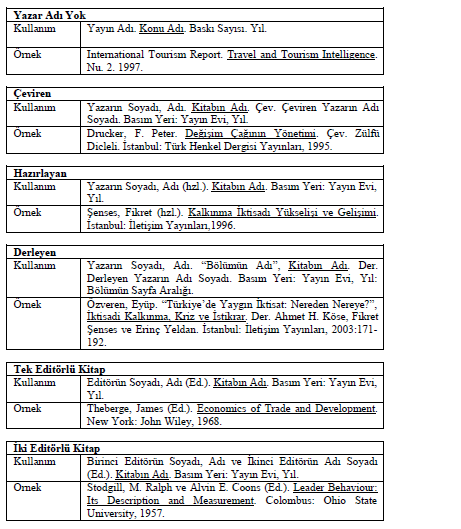 Yazar Adı Yok
Kullanım Yayın Adı. Konu Adı. Baskı Sayısı. Yıl.
Örnek International Tourism Report. Travel and Tourism Intelligence.
Nu. 2. 1997.
Çeviren
Kullanım Yazarın Soyadı, Adı. Kitabın Adı. Çev. Çeviren Yazarın Adı
Soyadı. Basım Yeri: Yayın Evi, Yıl.
Örnek Drucker, F. Peter. Değişim Çağının Yönetimi. Çev. Zülfü
Dicleli. İstanbul: Türk Henkel Dergisi Yayınları, 1995.
Hazırlayan
Kullanım Yazarın Soyadı, Adı (hzl.). Kitabın Adı. Basım Yeri: Yayın Evi,
Yıl.
Örnek Şenses, Fikret (hzl.). Kalkınma İktisadı Yükselişi ve Gelişimi.
İstanbul: İletişim Yayınları,1996.
Derleyen
Kullanım Yazarın Soyadı, Adı. “Bölümün Adı”, Kitabın Adı. Der.
Derleyen Yazarın Adı Soyadı. Basım Yeri: Yayın Evi, Yıl:
Bölümün Sayfa Aralığı.
Örnek Özveren, Eyüp. “Türkiye’de Yaygın İktisat: Nereden Nereye?”,
İktisadi Kalkınma, Kriz ve İstikrar. Der. Ahmet H. Köse, Fikret
Şenses ve Erinç Yeldan. İstanbul: İletişim Yayınları, 2003:171-
192.
Tek Editörlü Kitap
Kullanım Editörün Soyadı, Adı (Ed.). Kitabın Adı. Basım Yeri: Yayın Evi,
Yıl.
Örnek Theberge, James (Ed.). Economics of Trade and Development.
New York: John Wiley, 1968.
İki Editörlü Kitap
Kullanım Birinci Editörün Soyadı, Adı ve İkinci Editörün Adı Soyadı
(Ed.). Kitabın Adı. Basım Yeri: Yayın Evi, Yıl.
Örnek Stodgill, M. Ralph ve Alvin E. Coons (Ed.). Leader Behaviour:
Its Description and Measurement. Colombus: Ohio State
University, 1957.